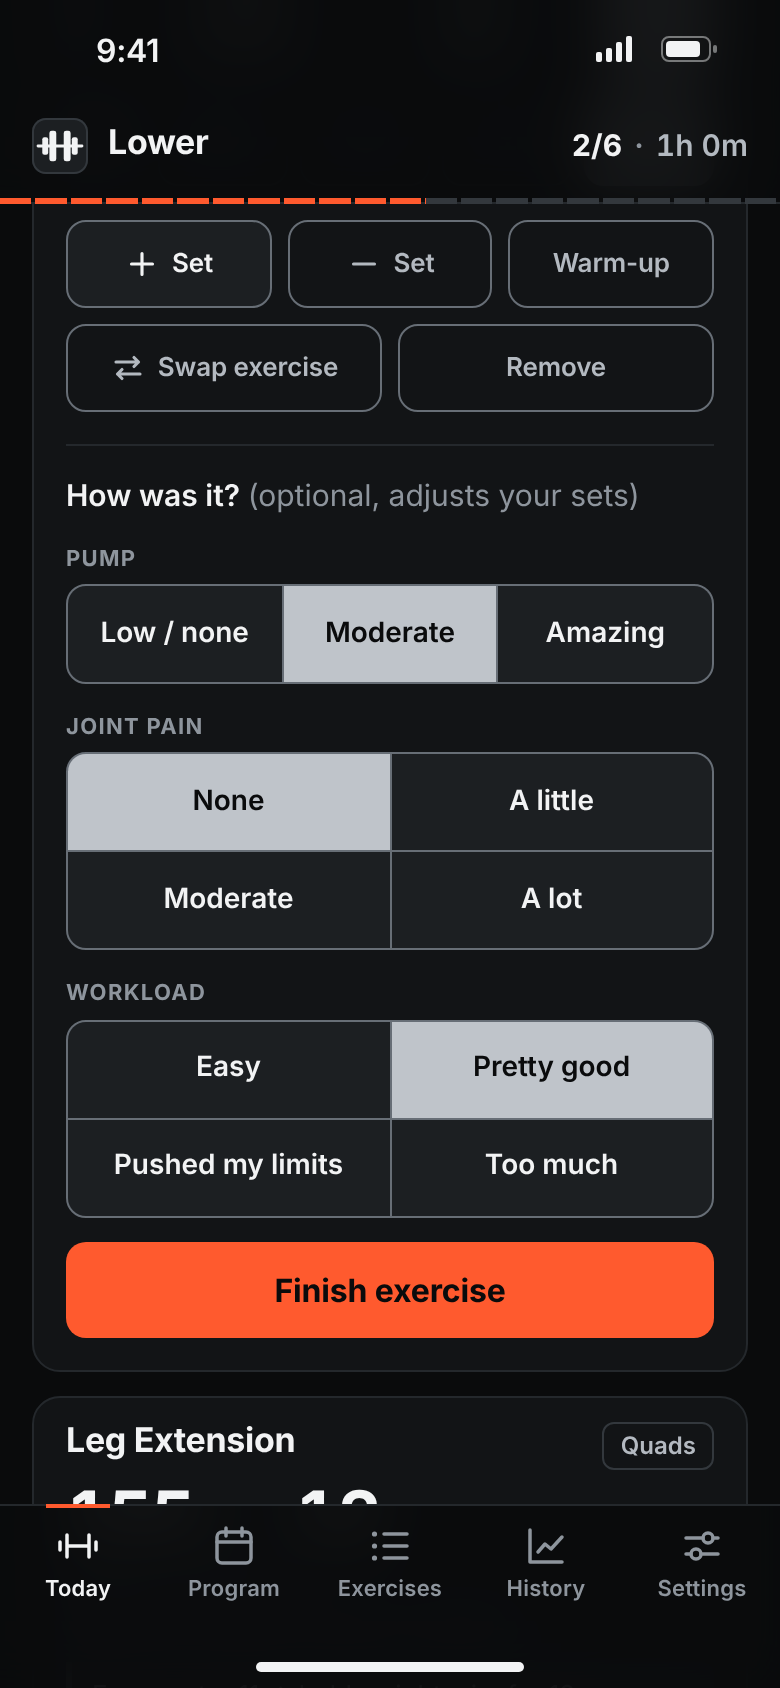 9:41
Lower
2/6 · 1h 0m
+ Set
− Set
Warm-up
Swap exercise
Remove
How was it? (optional, adjusts your sets)
PUMP
Low / none
Moderate
Amazing
JOINT PAIN
None
A little
Moderate
A lot
WORKLOAD
Easy
Pretty good
Pushed my limits
Too much
Finish exercise
Leg Extension
Quads
Today
Program
Exercises
History
Settings